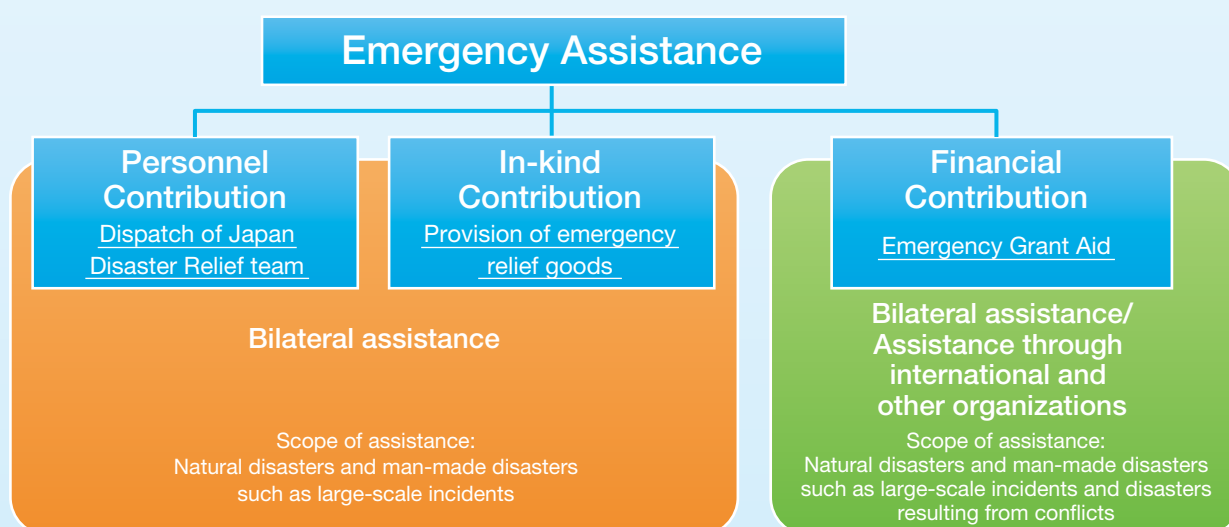 Emergency Assistance
Personnel
Contribution
Dispatch of Japan
Disaster Relief team
In-kind
Contribution
Provision of emergency
relief goods
Bilateral assistance
Scope of assistance:
Natural disasters and man-made disasters
such as large-scale incidents
Financial
Contribution
Emergency Grant Aid
Bilateral assistance/
Assistance through
international and
other organizations
Scope of assistance:
Natural disasters and man-made disasters
such as large-scale incidents and disasters
resulting from conflicts